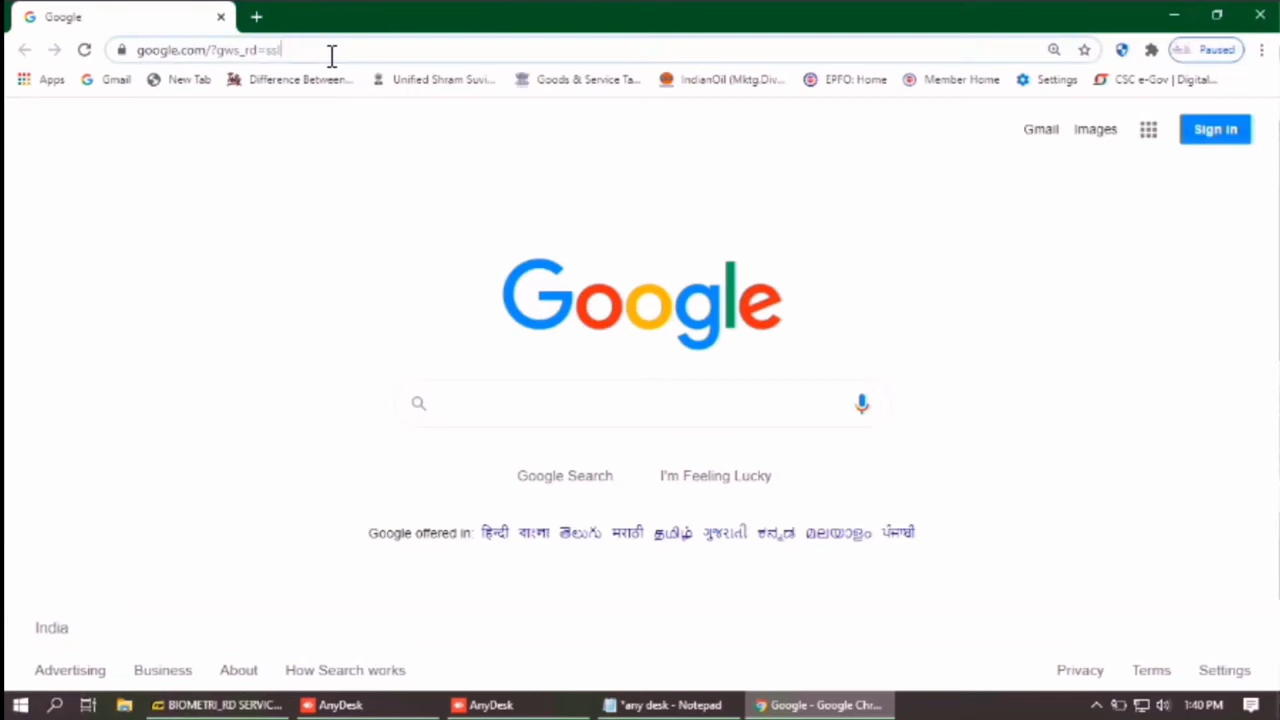 Google
google.com/?gws_rd=ssl
Paused
Apps Gmail New Tab Difference Between... Unified Shram Suvi... Goods & Service Ta... IndianOil (Mktg.Div... EPFO: Home Member Home Settings CSC e-Gov | Digital...
Gmail Images Sign in
Google
Google Search I'm Feeling Lucky
Google offered in: हिन्दी বাংলা తెలుగు मराठी தமிழ் ગુજરાતી ಕನ್ನಡ മലയാളം ਪੰਜਾਬੀ
India
Advertising Business About How Search works Privacy Terms Settings
BIOMETRI_RD SERVIC... AnyDesk AnyDesk *any desk - Notepad Google - Google Chr... 1:40 PM